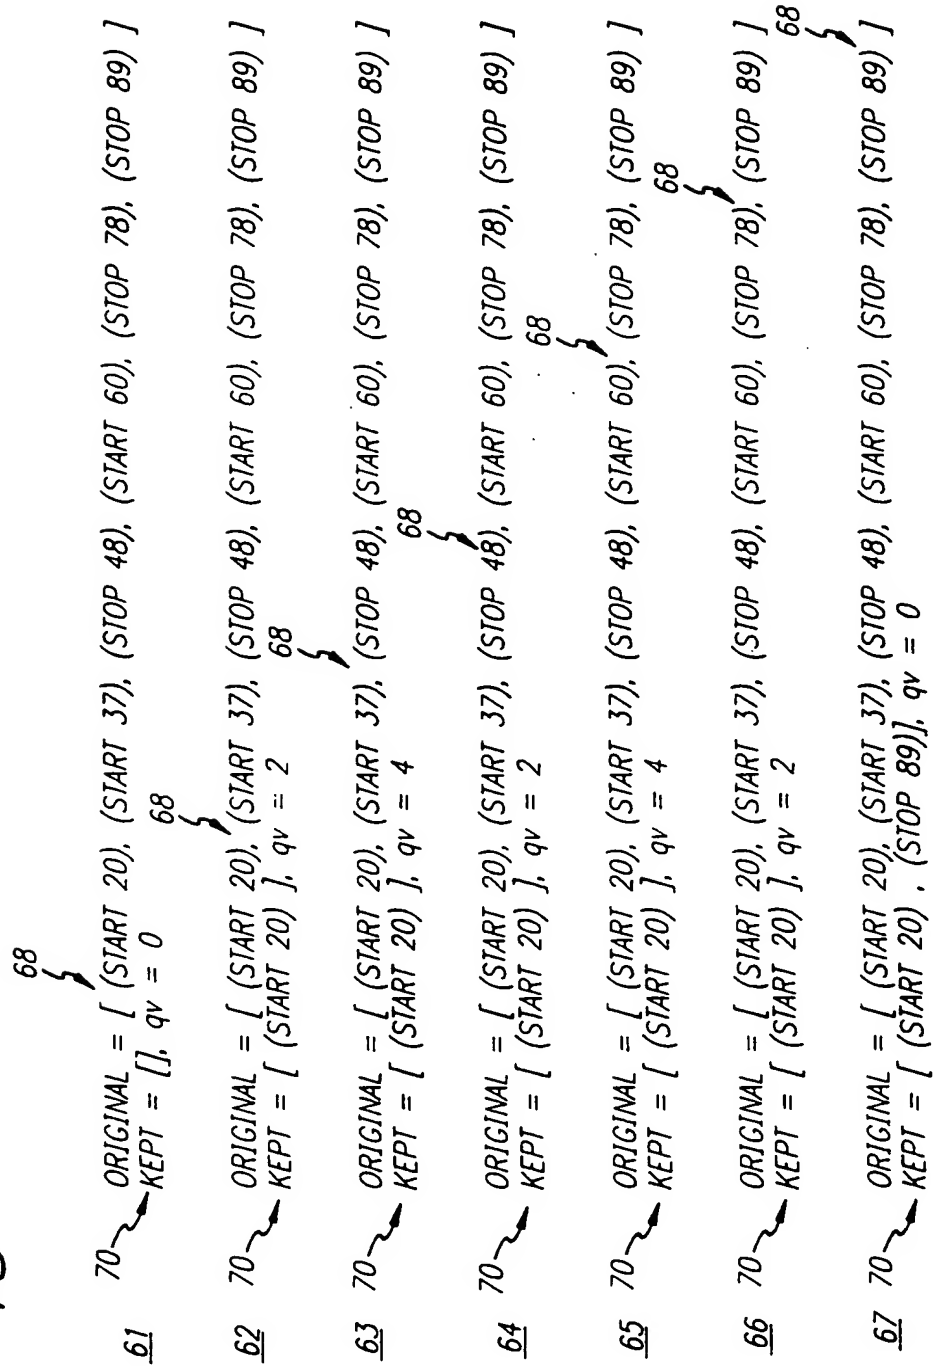 68
61 70 ORIGINAL = [ (START 20), (START 37), (STOP 48), (START 60), (STOP 78), (STOP 89) ]
KEPT = [], qv = 0
68
62 70 ORIGINAL = [ (START 20), (START 37), (STOP 48), (START 60), (STOP 78), (STOP 89) ]
KEPT = [ (START 20) ], qv = 2
68
63 70 ORIGINAL = [ (START 20), (START 37), (STOP 48), (START 60), (STOP 78), (STOP 89) ]
KEPT = [ (START 20) ], qv = 4
68
64 70 ORIGINAL = [ (START 20), (START 37), (STOP 48), (START 60), (STOP 78), (STOP 89) ]
KEPT = [ (START 20) ], qv = 2
68
65 70 ORIGINAL = [ (START 20), (START 37), (STOP 48), (START 60), (STOP 78), (STOP 89) ]
KEPT = [ (START 20) ], qv = 4
68
66 70 ORIGINAL = [ (START 20), (START 37), (STOP 48), (START 60), (STOP 78), (STOP 89) ]
KEPT = [ (START 20) ], qv = 2
68
67 70 ORIGINAL = [ (START 20), (START 37), (STOP 48), (START 60), (STOP 78), (STOP 89) ]
KEPT = [ (START 20) , (STOP 89)], qv = 0